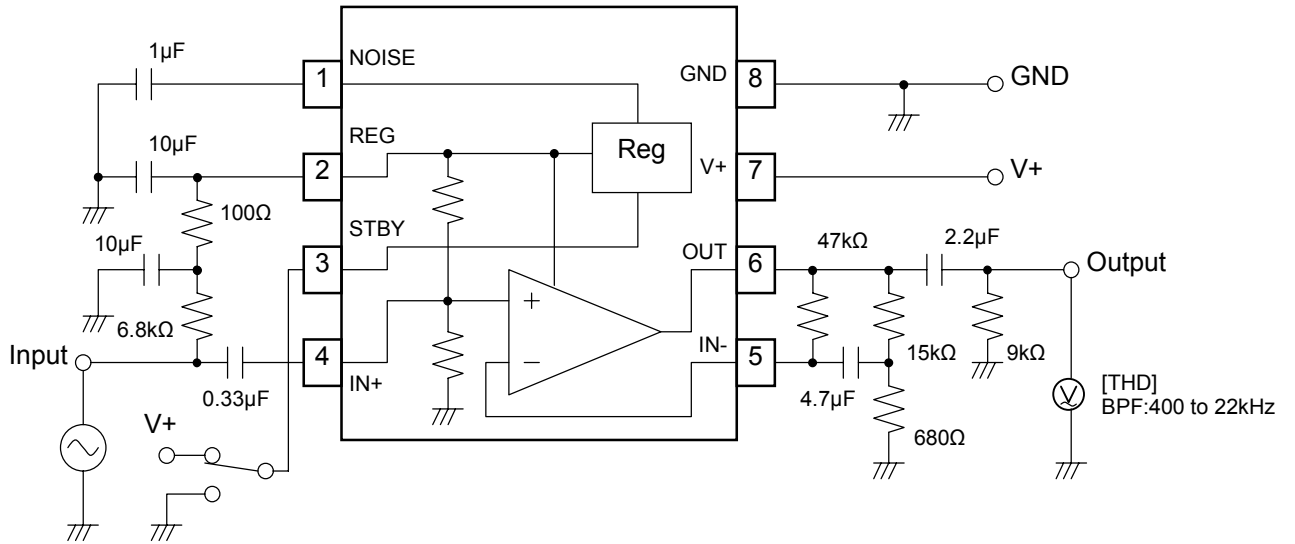 1µF
1
NOISE
GND
8
GND
10µF
2
REG
Reg
V+
7
V+
100Ω
10µF
3
STBY
OUT
6
47kΩ
2.2µF
Output
6.8kΩ
+
−
Input
4
IN+
IN-
5
15kΩ
9kΩ
0.33µF
4.7µF
V
[THD]
BPF:400 to 22kHz
V+
680Ω